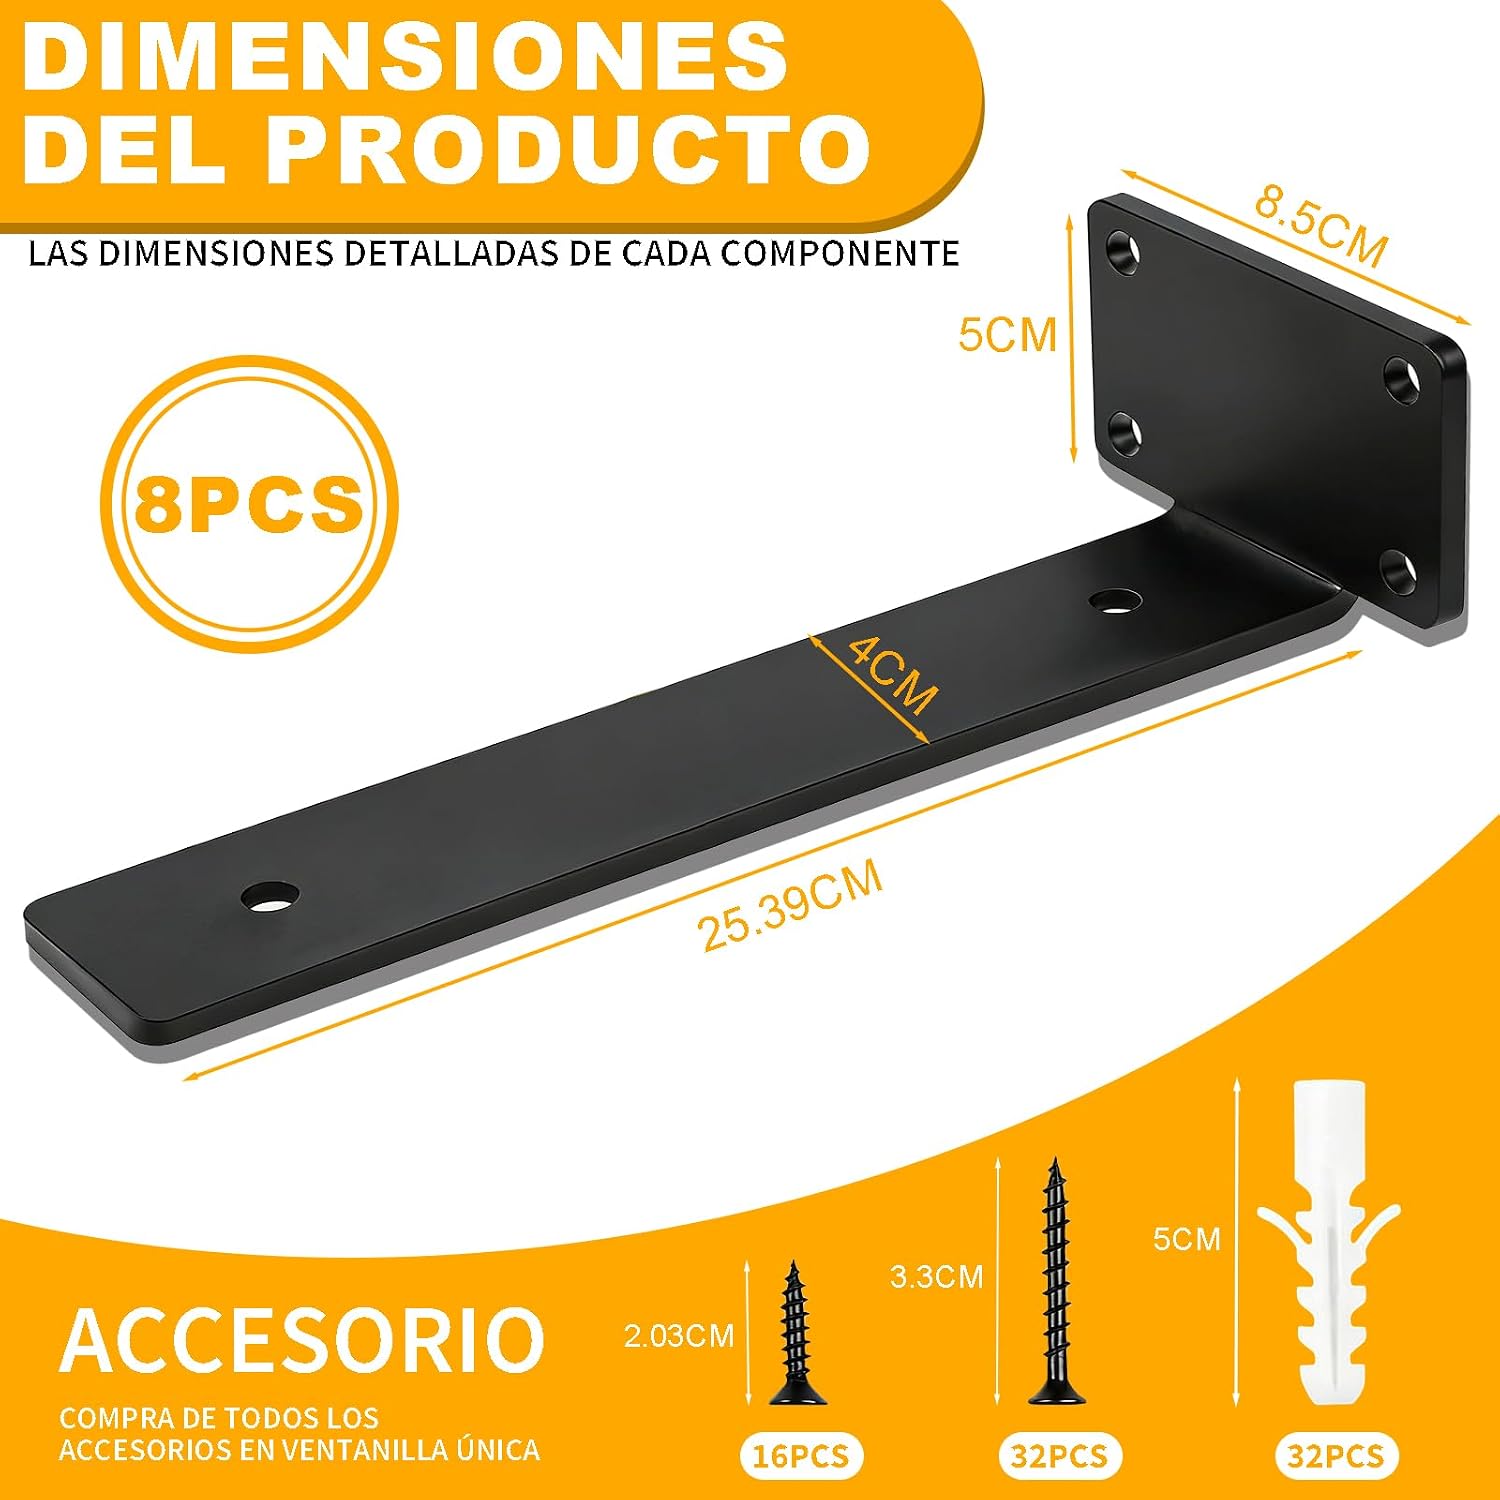 DIMENSIONES
DEL PRODUCTO
LAS DIMENSIONES DETALLADAS DE CADA COMPONENTE
8.5CM
5CM
8PCS
4CM
25.39CM
5CM
3.3CM
2.03CM
ACCESORIO
COMPRA DE TODOS LOS
ACCESORIOS EN VENTANILLA ÚNICA
16PCS
32PCS
32PCS